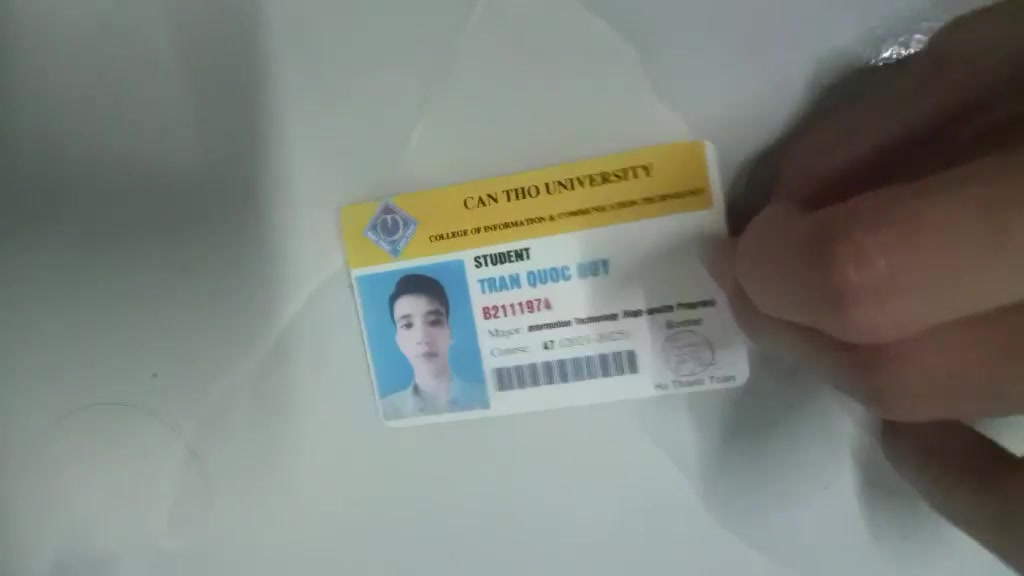 CAN THO UNIVERSITY
COLLEGE OF INFORMATION & COMMUNICATION TECHNOLOGY
STUDENT
TRAN QUOC
B2111974
Major: Information Technology (High-quality Program)
Course: 47 (2021-2025)
Rector
Ha Thanh Toan